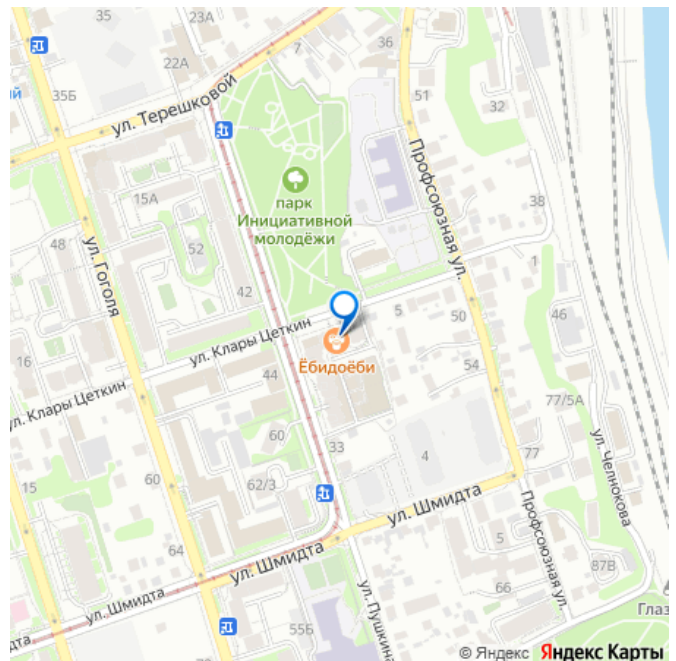 35
23А
22А
7
36
35Б
ий
ул. Терешковой
51
32
Профсоюзная ул.
15А
парк
Инициативной
молодёжи
38
48
52
ул. Гоголя
42
1
5
50
46
ул. Клары Цеткин
16
Ёбидоёби
54
44
ул. Клары Цеткин
77/5А
60
33
4
77
ул. Челнокова
15
60
62/3
ул. Шмидта
Профсоюзная ул.
64
ул. Шмидта
5
66
87В
ул. Шмидта
ул. Пушкина
Глаз
55Б
дта
© Яндекс Яндекс Карты